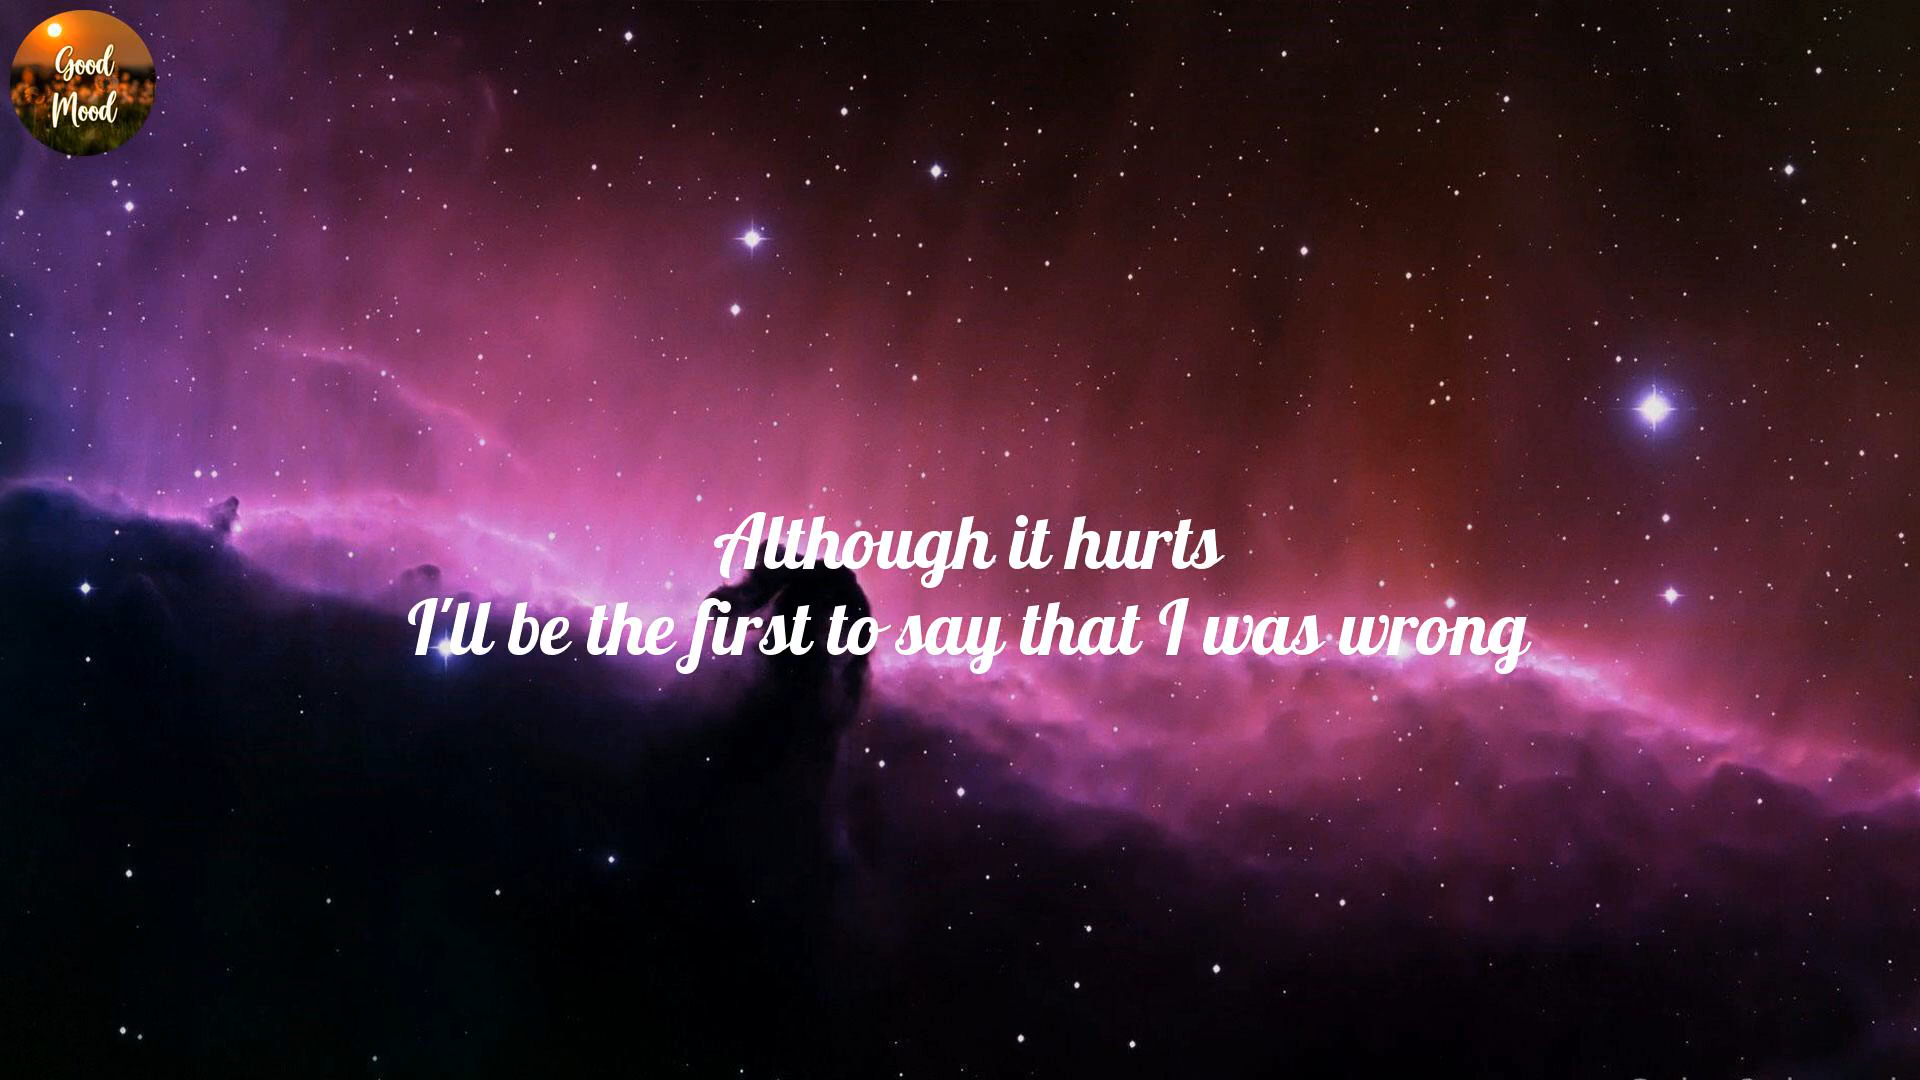 Good
Mood
Although it hurts
I'll be the first to say that I was wrong